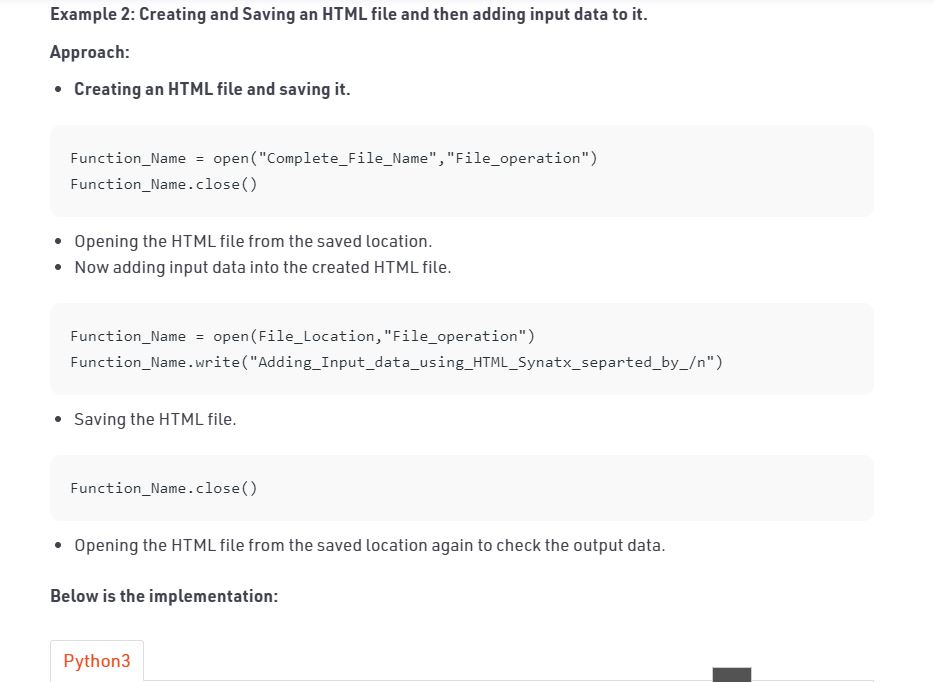 Example 2: Creating and Saving an HTML file and then adding input data to it.
Approach:
• Creating an HTML file and saving it.
Function_Name = open("Complete_File_Name","File_operation")
Function_Name.close()
• Opening the HTML file from the saved location.
• Now adding input data into the created HTML file.
Function_Name = open(File_Location,"File_operation")
Function_Name.write("Adding_Input_data_using_HTML_Synatx_separted_by_/n")
• Saving the HTML file.
Function_Name.close()
• Opening the HTML file from the saved location again to check the output data.
Below is the implementation:
Python3